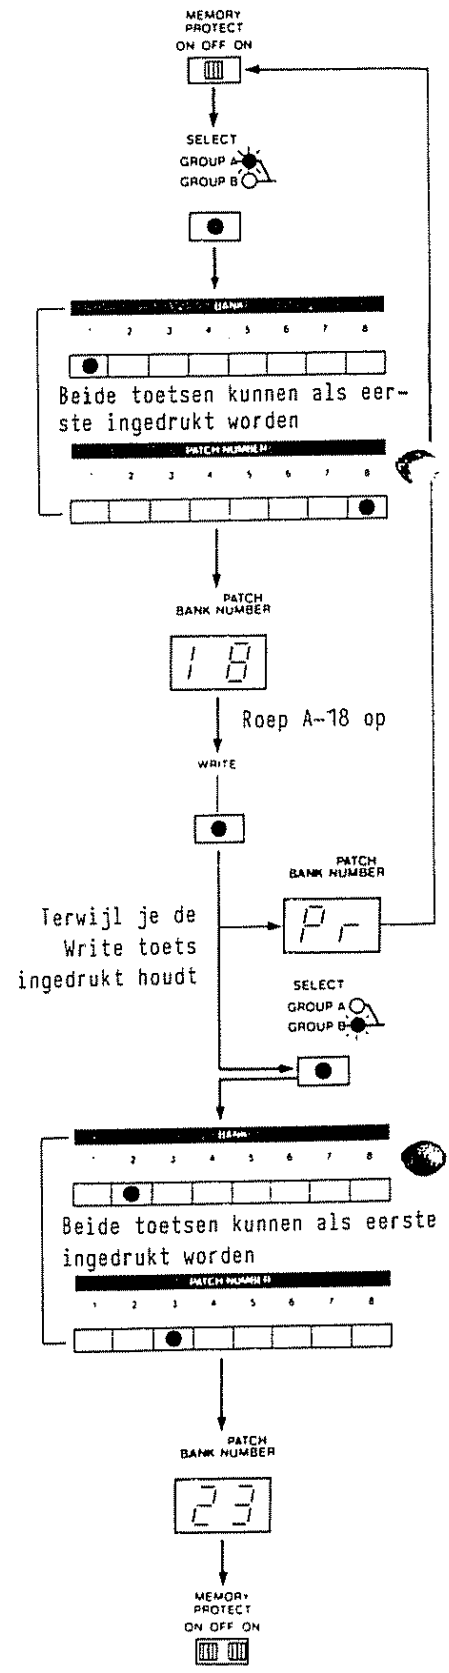 MEMORY
PROTECT
ON OFF ON
SELECT
GROUP A
GROUP B
BANK
1 2 3 4 5 6 7 8
Beide toetsen kunnen als eer-
ste ingedrukt worden
PATCH NUMBER
1 2 3 4 5 6 7 8
PATCH
BANK NUMBER
18
Roep A-18 op
WRITE
PATCH
BANK NUMBER
Pr
Terwijl je de
Write toets
ingedrukt houdt
SELECT
GROUP A
GROUP B
BANK
1 2 3 4 5 6 7 8
Beide toetsen kunnen als eerste
ingedrukt worden
PATCH NUMBER
1 2 3 4 5 6 7 8
PATCH
BANK NUMBER
23
MEMORY
PROTECT
ON OFF ON